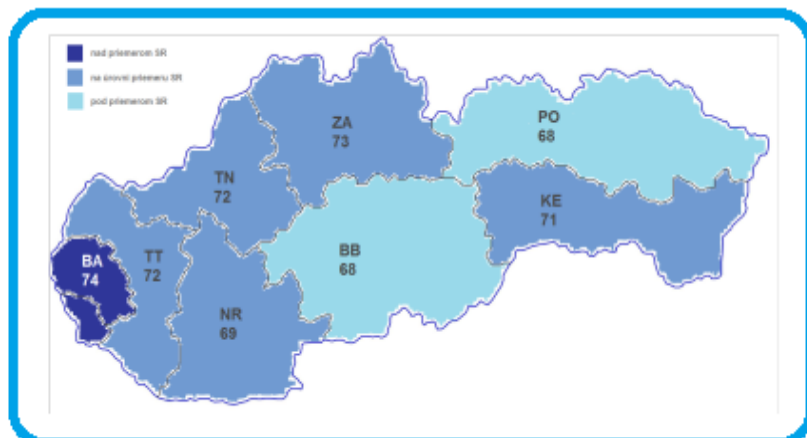 nad priemerom SR
na úrovni priemeru SR
pod priemerom SR
ZA
73
PO
68
TN
72
KE
71
BA
74
TT
72
BB
68
NR
69